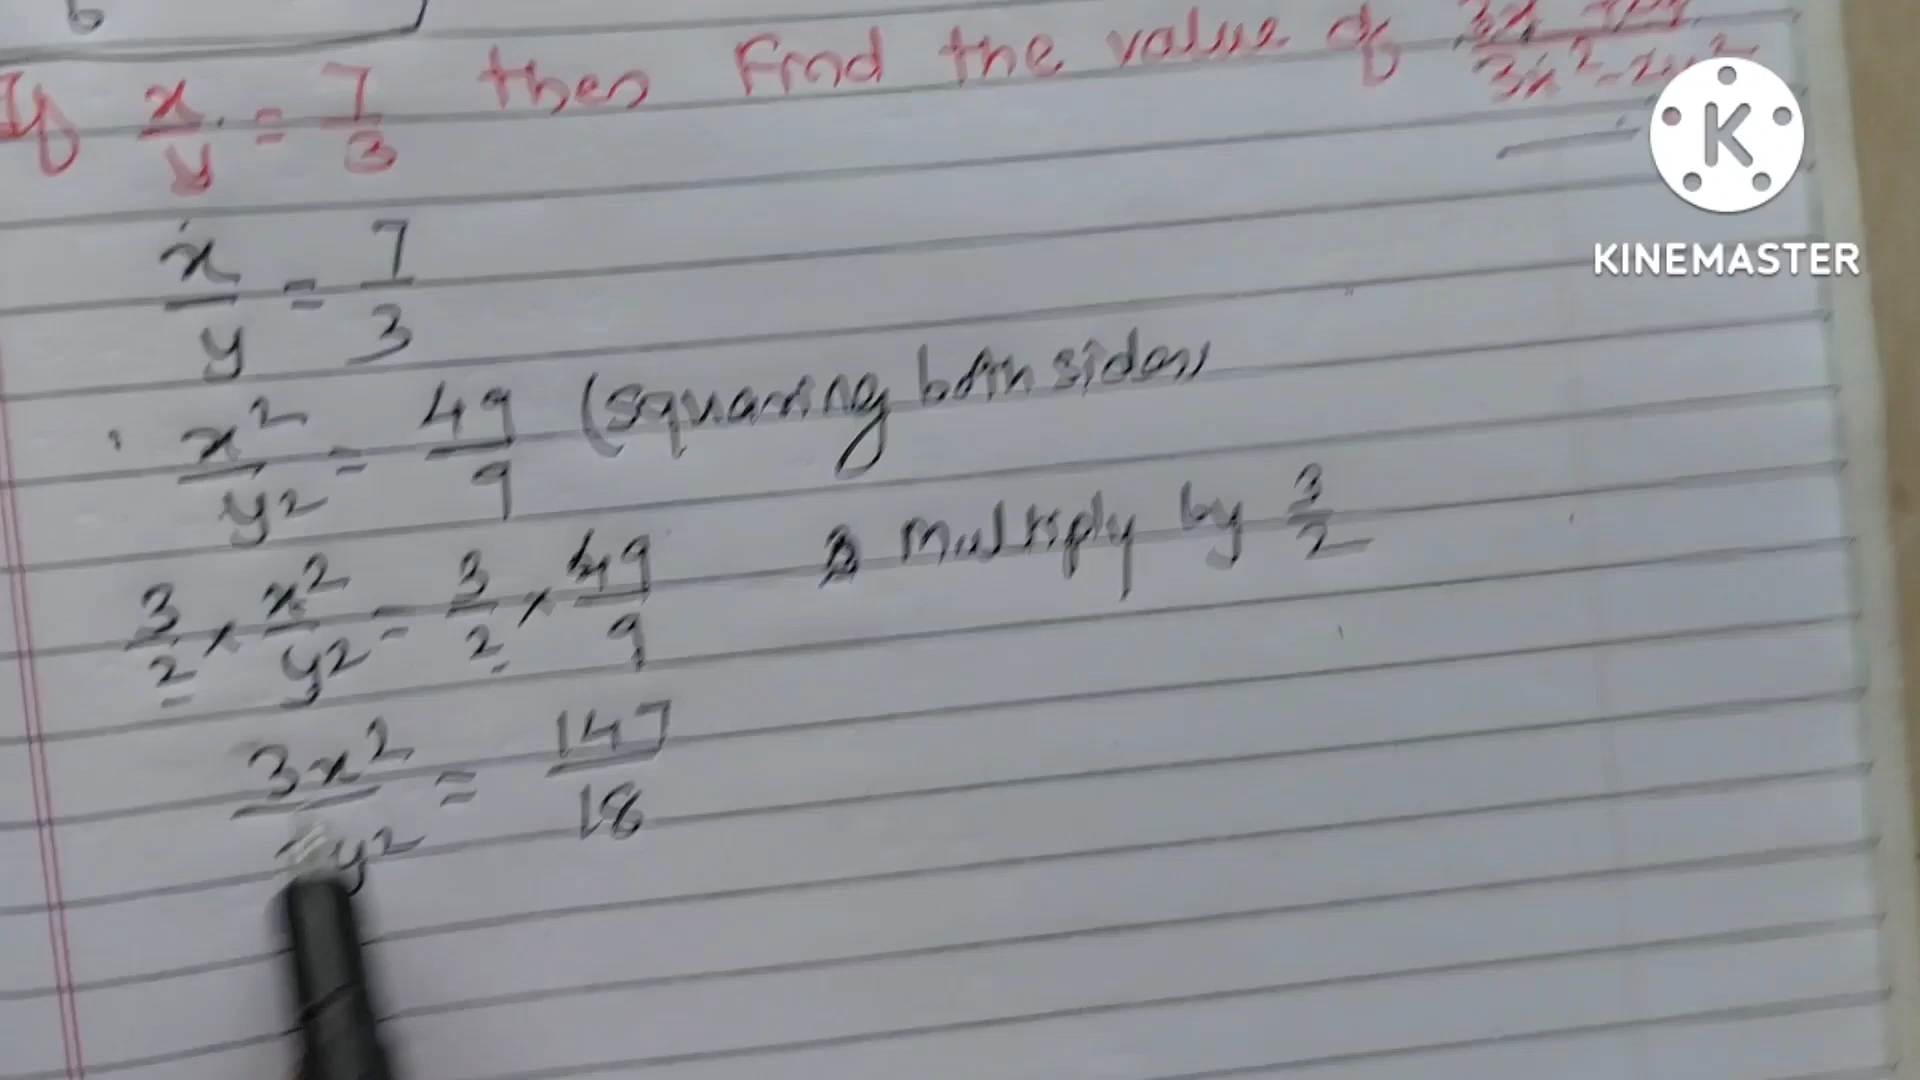 If x/y = 7/3 then Find the value of
x/y = 7/3
x²/y² = 49/9 (squaring both sides)
3/2 × x²/y² = 3/2 × 49/9 multiply by 3/2
3x²/2y² = 147/18
K
KINEMASTER